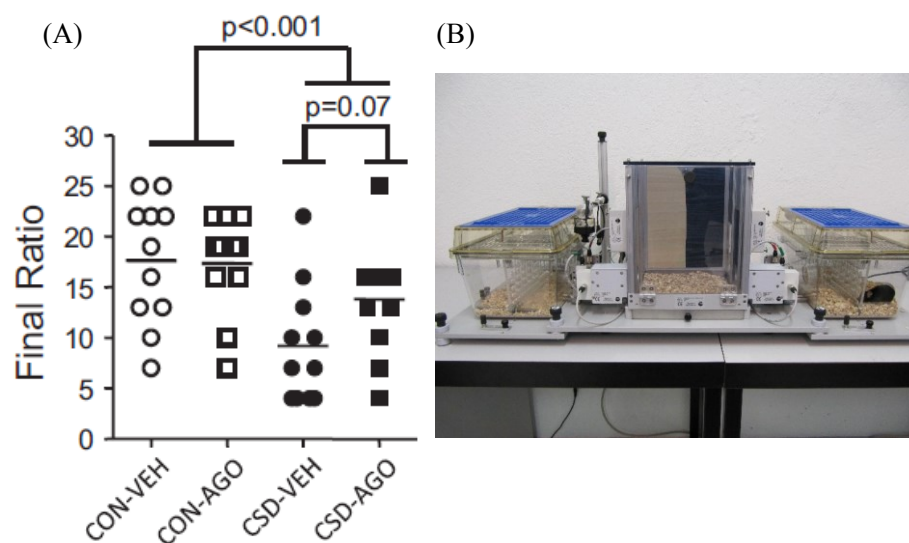 (A)
p<0.001
(B)
p=0.07
30
25
20
15
10
5
0
Final Ratio
CON-VEH
CON-AGO
CSD-VEH
CSD-AGO